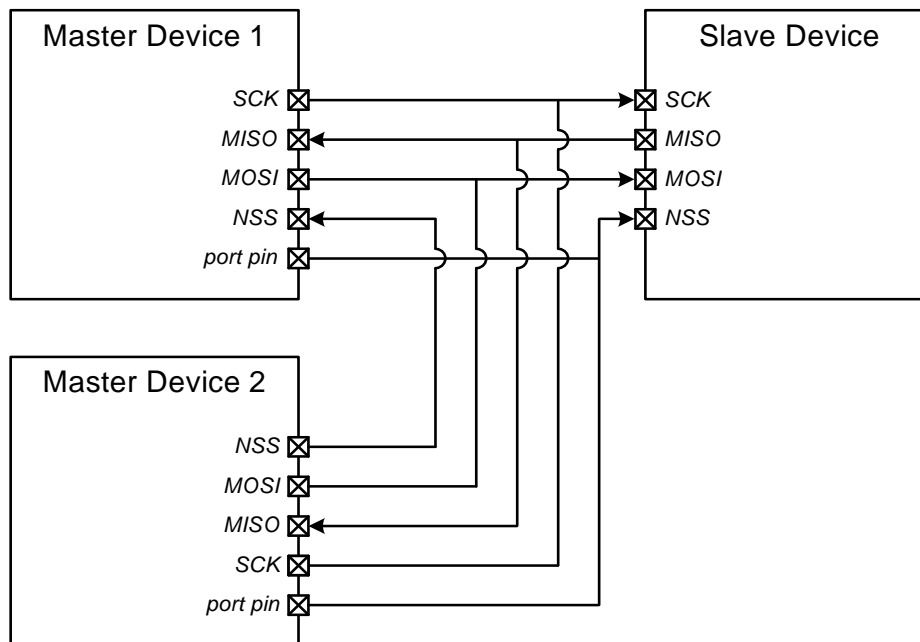 Master Device 1
SCK
MISO
MOSI
NSS
port pin
Slave Device
SCK
MISO
MOSI
NSS
Master Device 2
NSS
MOSI
MISO
SCK
port pin